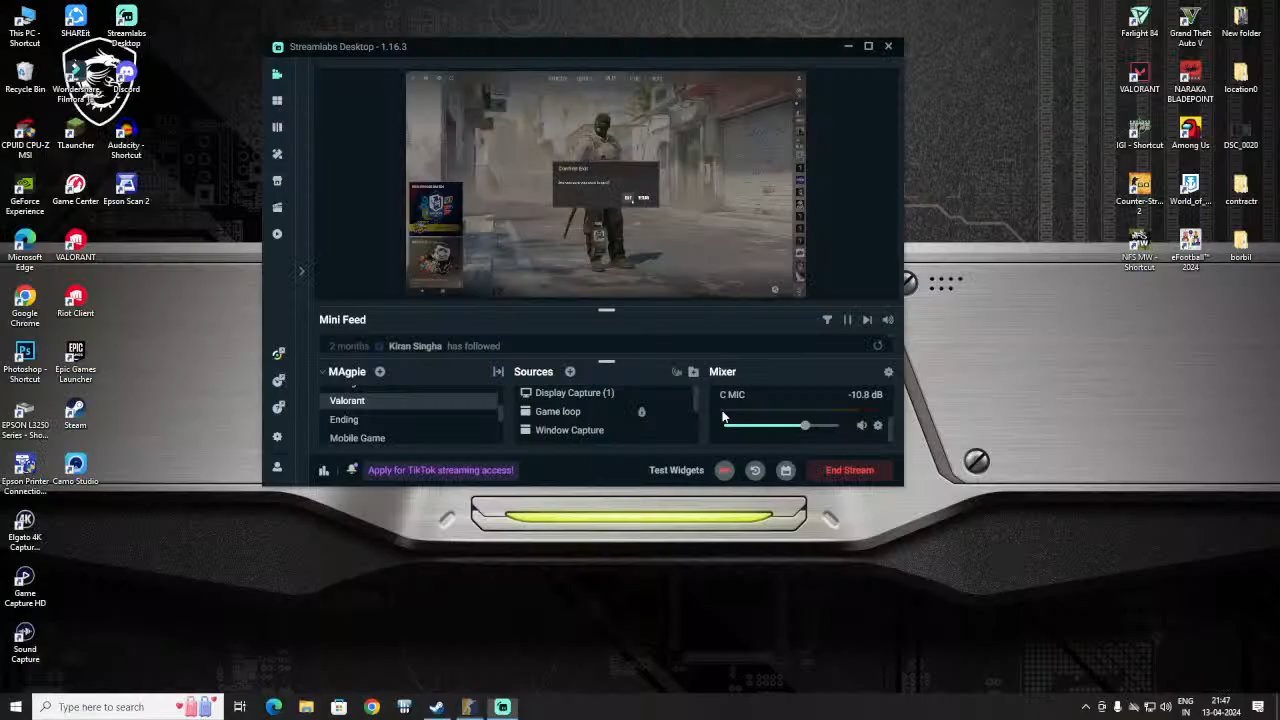 This PC -
Shortcut
SHAREit
Streamlabs
Desktop
Recycle Bin
Wondershare
Filmora
Discord
CPUID CPU-Z
MSI
TLauncher
Audacity -
Shortcut
GeForce
Experience
Game Center
Epson Scan 2
Microsoft
Edge
VALORANT
Google
Chrome
Riot Client
Photoshop -
Shortcut
Epic Games
Launcher
EPSON L3250
Series - Sho...
Steam
Epson Printer
Connectio...
Camo Studio
Elgato 4K
Captur...
Game
Capture HD
Sound
Capture
Streamlabs Desktop - 1.16.3
Mini Feed
2 months Kiran Singha has followed
MAgpie
Valorant
Ending
Mobile Game
Sources
Display Capture (1)
Game loop
Window Capture
Mixer
C MIC -10.8 dB
Apply for TikTok streaming access!
Test Widgets
End Stream
Farlight 84
Grand Theft
Auto V
New folder
VALORANT
NARAKA
BLADEPOINT
location0
IGI - Shortcut
Among Us
DSC_0020
Counter-Str...
2
World_of_...
contractr
NFS MW -
Shortcut
eFootball™
2024
borbil
Type here to search
ENG
IN
21:47
13-04-2024